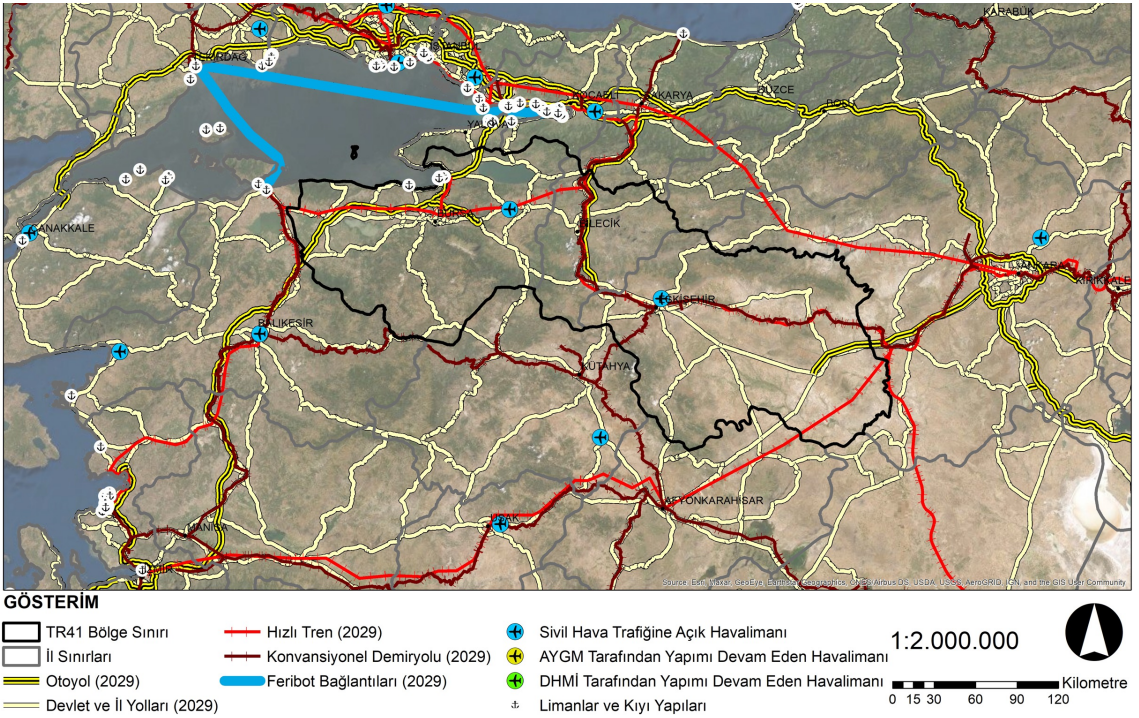 KARABÜK
İSTANBUL
KOCAELİ
SAKARYA
DÜZCE
BOLU
YALOVA
ÇANAKKALE
BURSA
BİLECİK
ANKARA
KIRIKKALE
ESKİŞEHİR
BALIKESİR
KÜTAHYA
AFYONKARAHİSAR
UŞAK
MANİSA
İZMİR
Source: Esri, Maxar, GeoEye, Earthstar Geographics, CNES/Airbus DS, USDA, USGS, AeroGRID, IGN, and the GIS User Community
GÖSTERİM
TR41 Bölge Sınırı
İl Sınırları
Otoyol (2029)
Devlet ve İl Yolları (2029)
Hızlı Tren (2029)
Konvansiyonel Demiryolu (2029)
Feribot Bağlantıları (2029)
Sivil Hava Trafiğine Açık Havalimanı
AYGM Tarafından Yapımı Devam Eden Havalimanı
DHMİ Tarafından Yapımı Devam Eden Havalimanı
Limanlar ve Kıyı Yapıları
1:2.000.000
Kilometre
0 15 30 60 90 120